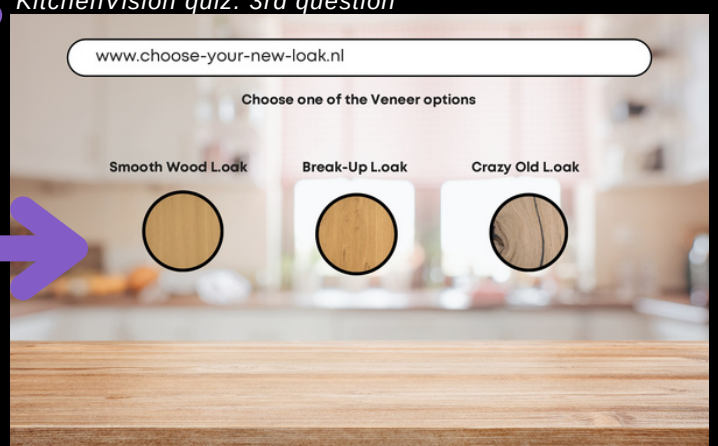 KitchenVision quiz: 3rd question
www.choose-your-new-loak.nl
Choose one of the Veneer options
Smooth Wood L.oak
Break-Up L.oak
Crazy Old L.oak